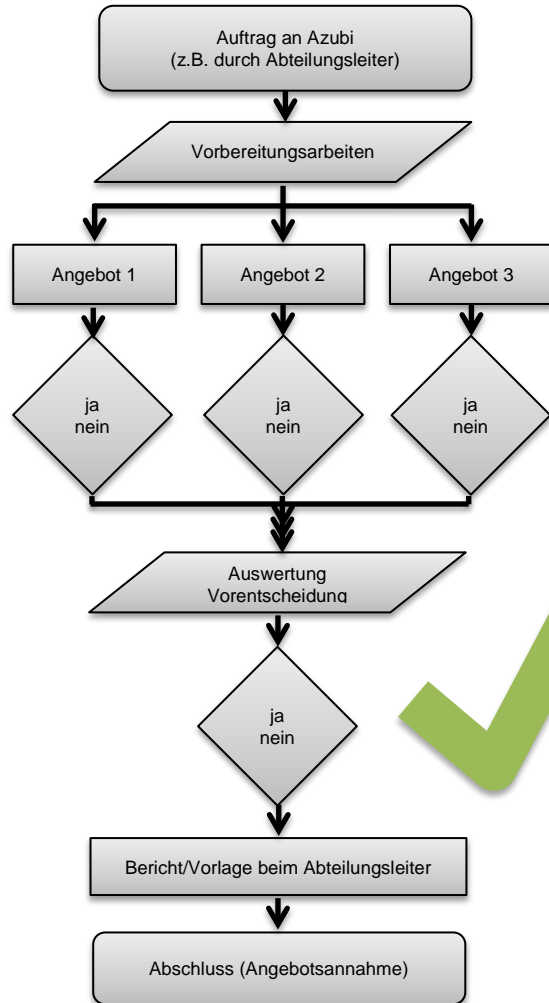 Auftrag an Azubi
(z.B. durch Abteilungsleiter)
Vorbereitungsarbeiten
Angebot 1
Angebot 2
Angebot 3
ja
nein
ja
nein
ja
nein
Auswertung
Vorentscheidung
ja
nein
Bericht/Vorlage beim Abteilungsleiter
Abschluss (Angebotsannahme)